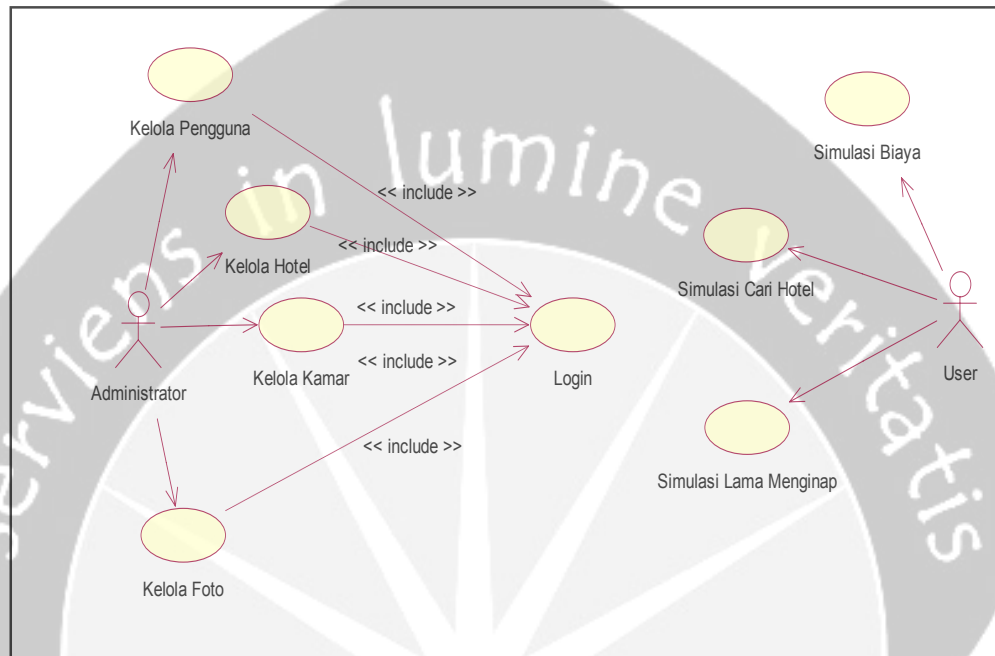 serviens in lumine veritatis
Kelola Pengguna
Simulasi Biaya
<< include >>
<< include >>
Kelola Hotel
Simulasi Cari Hotel
<< include >>
<< include >>
Kelola Kamar
Login
User
Administrator
<< include >>
Simulasi Lama Menginap
Kelola Foto